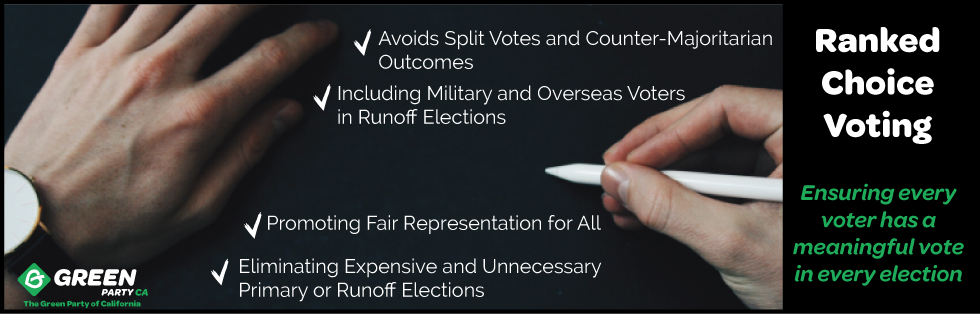 Avoids Split Votes and Counter-Majoritarian
Outcomes
Including Military and Overseas Voters
in Runoff Elections
Promoting Fair Representation for All
Eliminating Expensive and Unnecessary
Primary or Runoff Elections
GREEN
PARTY CA
The Green Party of California
Ranked
Choice
Voting
Ensuring every
voter has a
meaningful vote
in every election